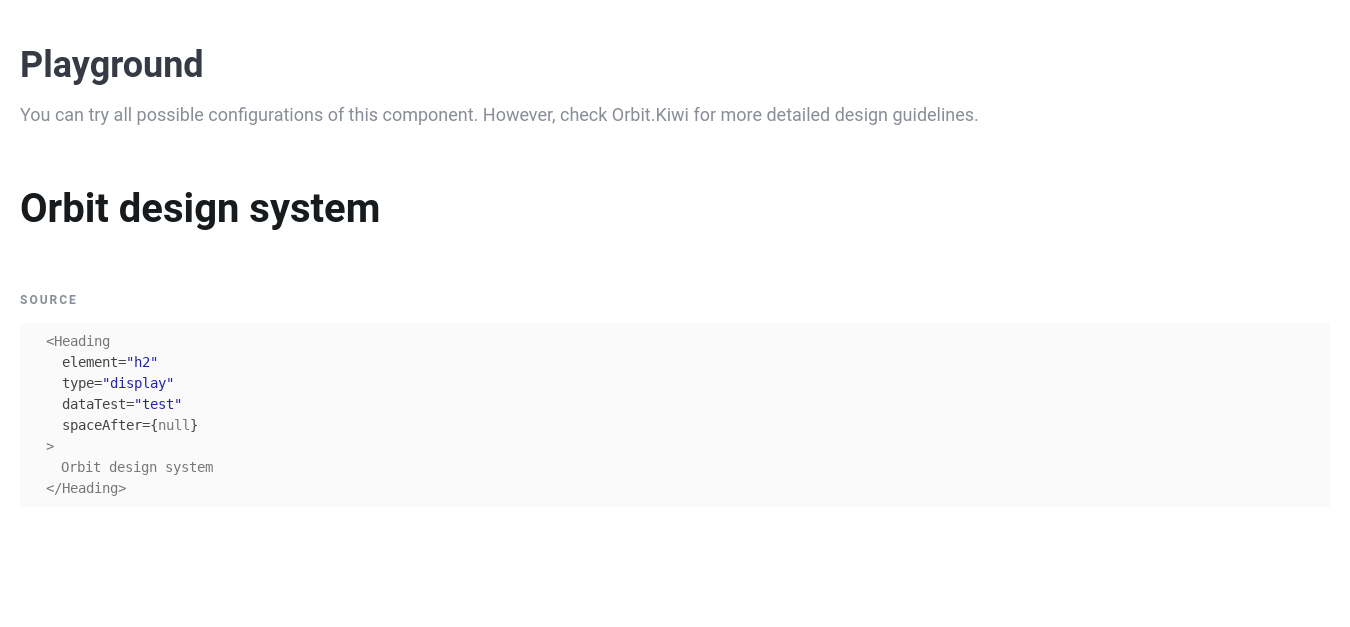 Playground
You can try all possible configurations of this component. However, check Orbit.Kiwi for more detailed design guidelines.
Orbit design system
SOURCE
<Heading
  element="h2"
  type="display"
  dataTest="test"
  spaceAfter={null}
>
  Orbit design system
</Heading>